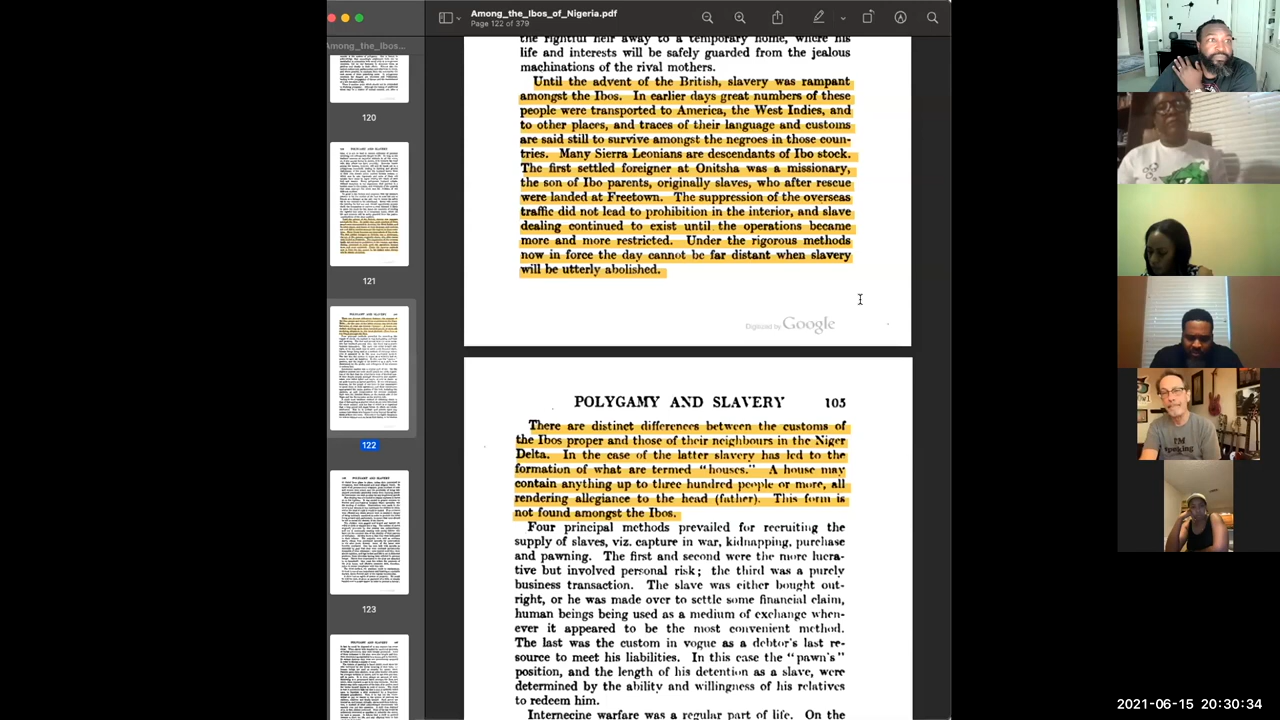 Among_the_Ibos_of_Nigeria.pdf
Page 122 of 379
Among_the_Ibos...
120
121
122
123
the rightful heir away to a temporary home, where his
life and interests will be safely guarded from the jealous
machinations of the rival mothers.
Until the advent of the British, slavery was rampant
amongst the Ibos. In earlier days great numbers of these
people were transported to America, the West Indies, and
to other places, and traces of their language and customs
are said still to survive amongst the negroes in those coun-
tries. Many Sierra Leonians are descendants of Ibo stock.
The first settled foreigner at Onitsha was a missionary,
the son of Ibo parents, originally slaves, who after rescue
were landed at Freetown. The suppression of the overseas
traffic did not lead to prohibition in the interior, and slave
dealing continued to exist until the operations became
more and more restricted. Under the rigorous methods
now in force the day cannot be far distant when slavery
will be utterly abolished.
Digitized by Google
POLYGAMY AND SLAVERY 105
There are distinct differences between the customs of
the Ibos proper and those of their neighbours in the Niger
Delta. In the case of the latter slavery has led to the
formation of what are termed "houses." A house may
contain anything up to three hundred people or more, all
rendering allegiance to the head (father). This form is
not found amongst the Ibos.
Four principal methods prevailed for recruiting the
supply of slaves, viz. capture in war, kidnapping, purchase
and pawning. The first and second were the more lucra-
tive but involved personal risk; the third was a purely
business transaction. The slave was either bought out-
right, or he was made over to settle some financial claim,
human beings being used as a medium of exchange when-
ever it appeared to be the most convenient method.
The last was the custom in vogue as a debtor's last re-
source to meet his liabilities. In this case the "pawn's"
position, and the length of his detention as a slave were
determined by the ability and willingness of his relatives
to redeem him.
Internecine warfare was a regular part of life. On the
I'M
speaking
2021-06-15 20:30:34